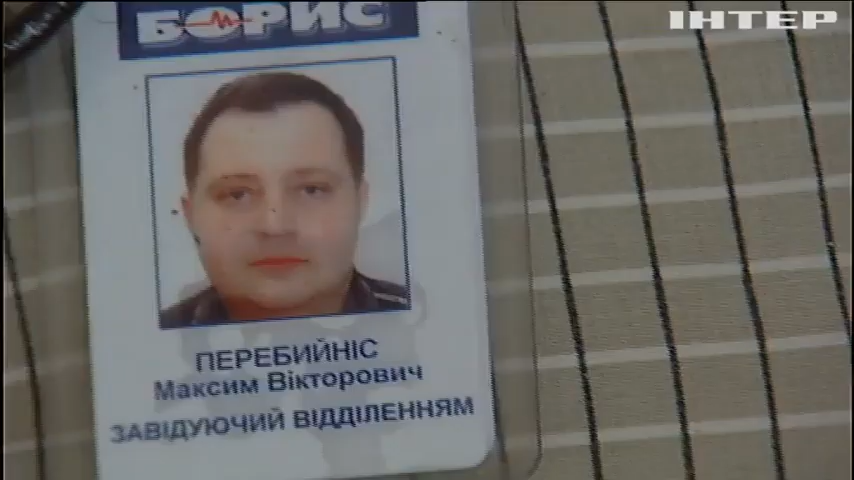 БОРИС
ІНТЕР
ПЕРЕБИЙНІС
Максим Вікторович
ЗАВІДУЮЧИЙ ВІДДІЛЕННЯМ